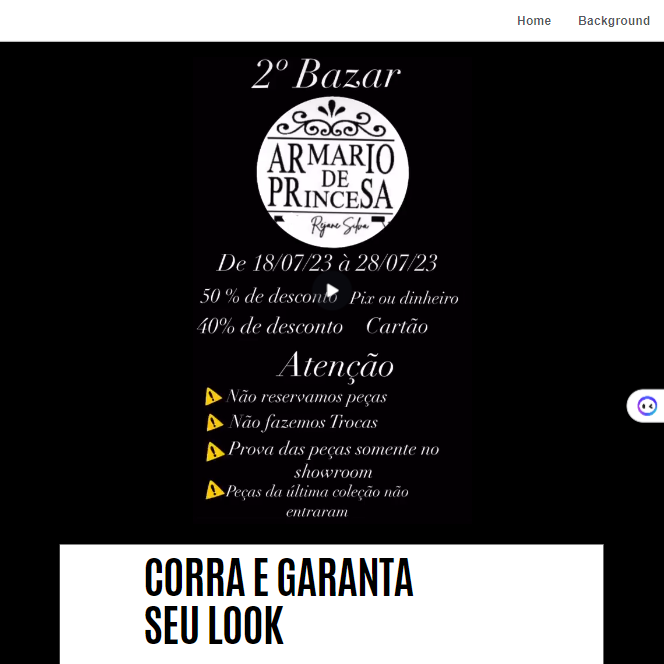 Home Background
2º Bazar
ARMARIO
DE
PRINCESA
Rejane Silva
De 18/07/23 à 28/07/23
50 % de desconto Pix ou dinheiro
40% de desconto Cartão
Atenção
Não reservamos peças
Não fazemos Trocas
Prova das peças somente no
showroom
Peças da última coleção não
entraram
CORRA E GARANTA
SEU LOOK